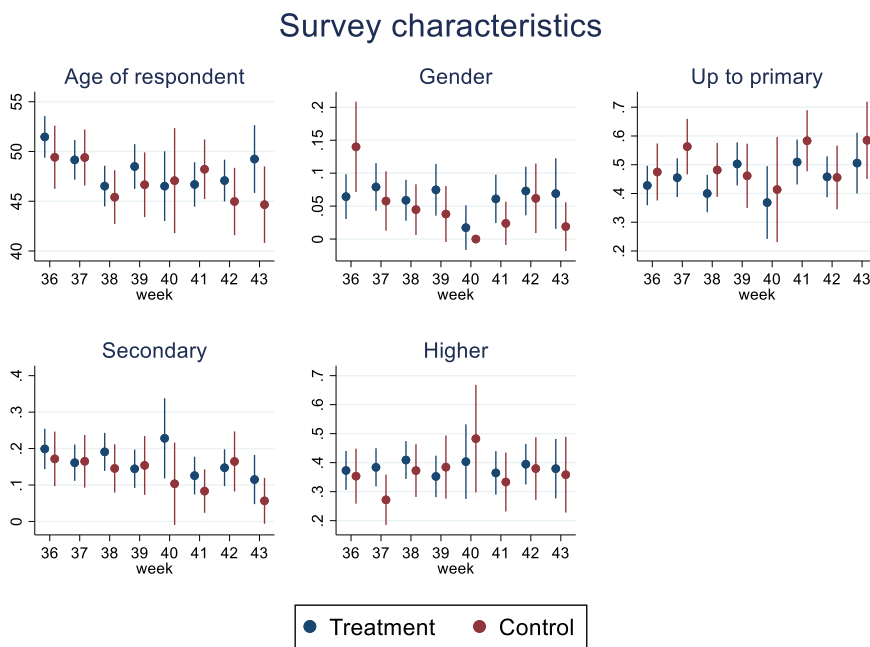 Survey characteristics
Age of respondent
55
50
45
40
36 37 38 39 40 41 42 43
week
Gender
.2
.15
.1
.05
0
36 37 38 39 40 41 42 43
week
Up to primary
.7
.6
.5
.4
.3
.2
36 37 38 39 40 41 42 43
week
Secondary
.4
.3
.2
.1
0
36 37 38 39 40 41 42 43
week
Higher
.7
.6
.5
.4
.3
.2
36 37 38 39 40 41 42 43
week
Treatment Control